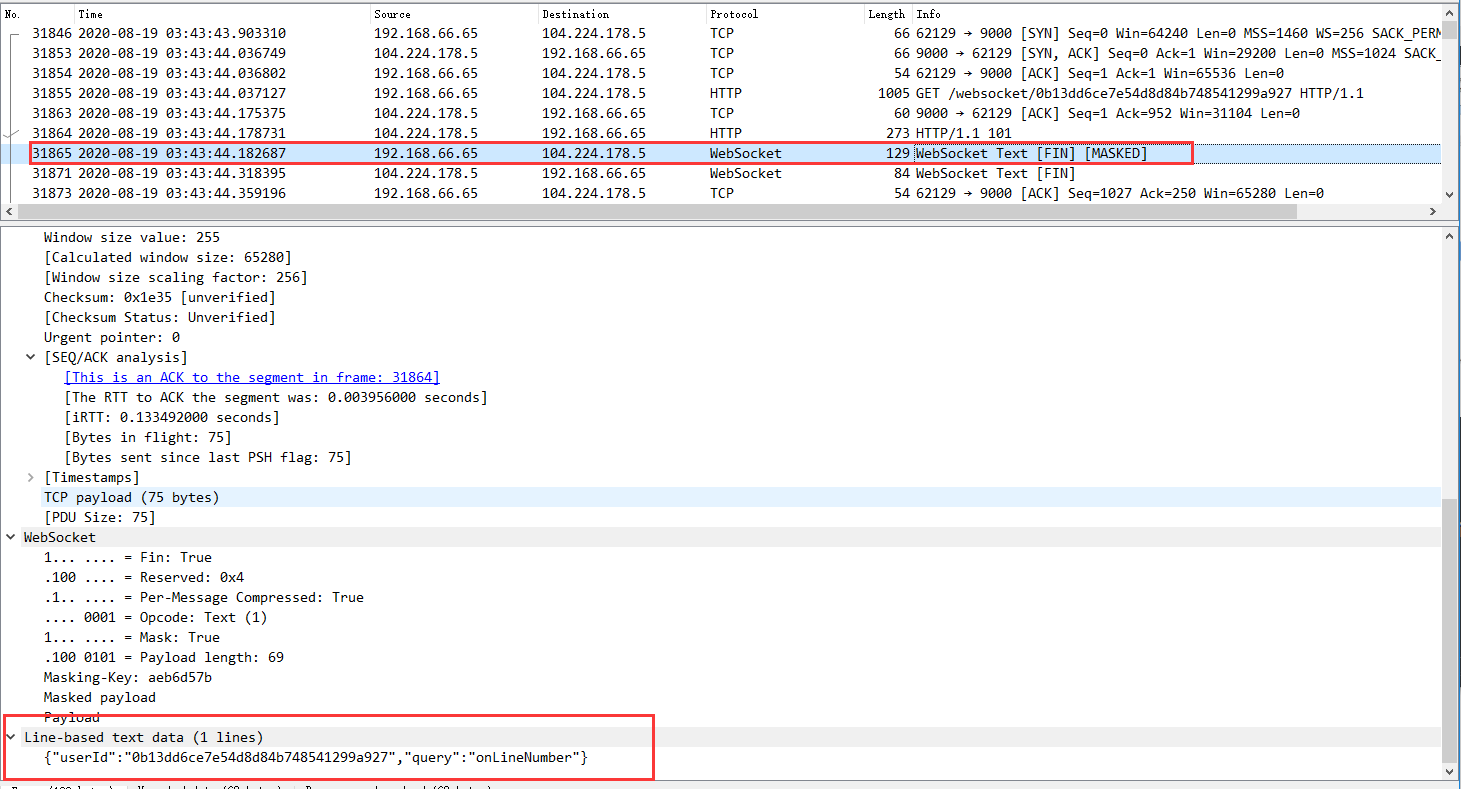 No. Time Source Destination Protocol Length Info
31846 2020-08-19 03:43:43.903310 192.168.66.65 104.224.178.5 TCP 66 62129 → 9000 [SYN] Seq=0 Win=64240 Len=0 MSS=1460 WS=256 SACK_PERM
31853 2020-08-19 03:43:44.036749 104.224.178.5 192.168.66.65 TCP 66 9000 → 62129 [SYN, ACK] Seq=0 Ack=1 Win=29200 Len=0 MSS=1024 SACK_
31854 2020-08-19 03:43:44.036802 192.168.66.65 104.224.178.5 TCP 54 62129 → 9000 [ACK] Seq=1 Ack=1 Win=65536 Len=0
31855 2020-08-19 03:43:44.037127 192.168.66.65 104.224.178.5 HTTP 1005 GET /websocket/0b13dd6ce7e54d8d84b748541299a927 HTTP/1.1
31863 2020-08-19 03:43:44.175375 104.224.178.5 192.168.66.65 TCP 60 9000 → 62129 [ACK] Seq=1 Ack=952 Win=31104 Len=0
31864 2020-08-19 03:43:44.178731 104.224.178.5 192.168.66.65 HTTP 273 HTTP/1.1 101
31865 2020-08-19 03:43:44.182687 192.168.66.65 104.224.178.5 WebSocket 129 WebSocket Text [FIN] [MASKED]
31871 2020-08-19 03:43:44.318395 104.224.178.5 192.168.66.65 WebSocket 84 WebSocket Text [FIN]
31873 2020-08-19 03:43:44.359196 192.168.66.65 104.224.178.5 TCP 54 62129 → 9000 [ACK] Seq=1027 Ack=250 Win=65280 Len=0
Window size value: 255
[Calculated window size: 65280]
[Window size scaling factor: 256]
Checksum: 0x1e35 [unverified]
[Checksum Status: Unverified]
Urgent pointer: 0
[SEQ/ACK analysis]
[This is an ACK to the segment in frame: 31864]
[The RTT to ACK the segment was: 0.003956000 seconds]
[iRTT: 0.133492000 seconds]
[Bytes in flight: 75]
[Bytes sent since last PSH flag: 75]
[Timestamps]
TCP payload (75 bytes)
[PDU Size: 75]
WebSocket
1... .... = Fin: True
.100 .... = Reserved: 0x4
.1.. .... = Per-Message Compressed: True
.... 0001 = Opcode: Text (1)
1... .... = Mask: True
.100 0101 = Payload length: 69
Masking-Key: aeb6d57b
Masked payload
Payload
Line-based text data (1 lines)
{"userId":"0b13dd6ce7e54d8d84b748541299a927","query":"onLineNumber"}